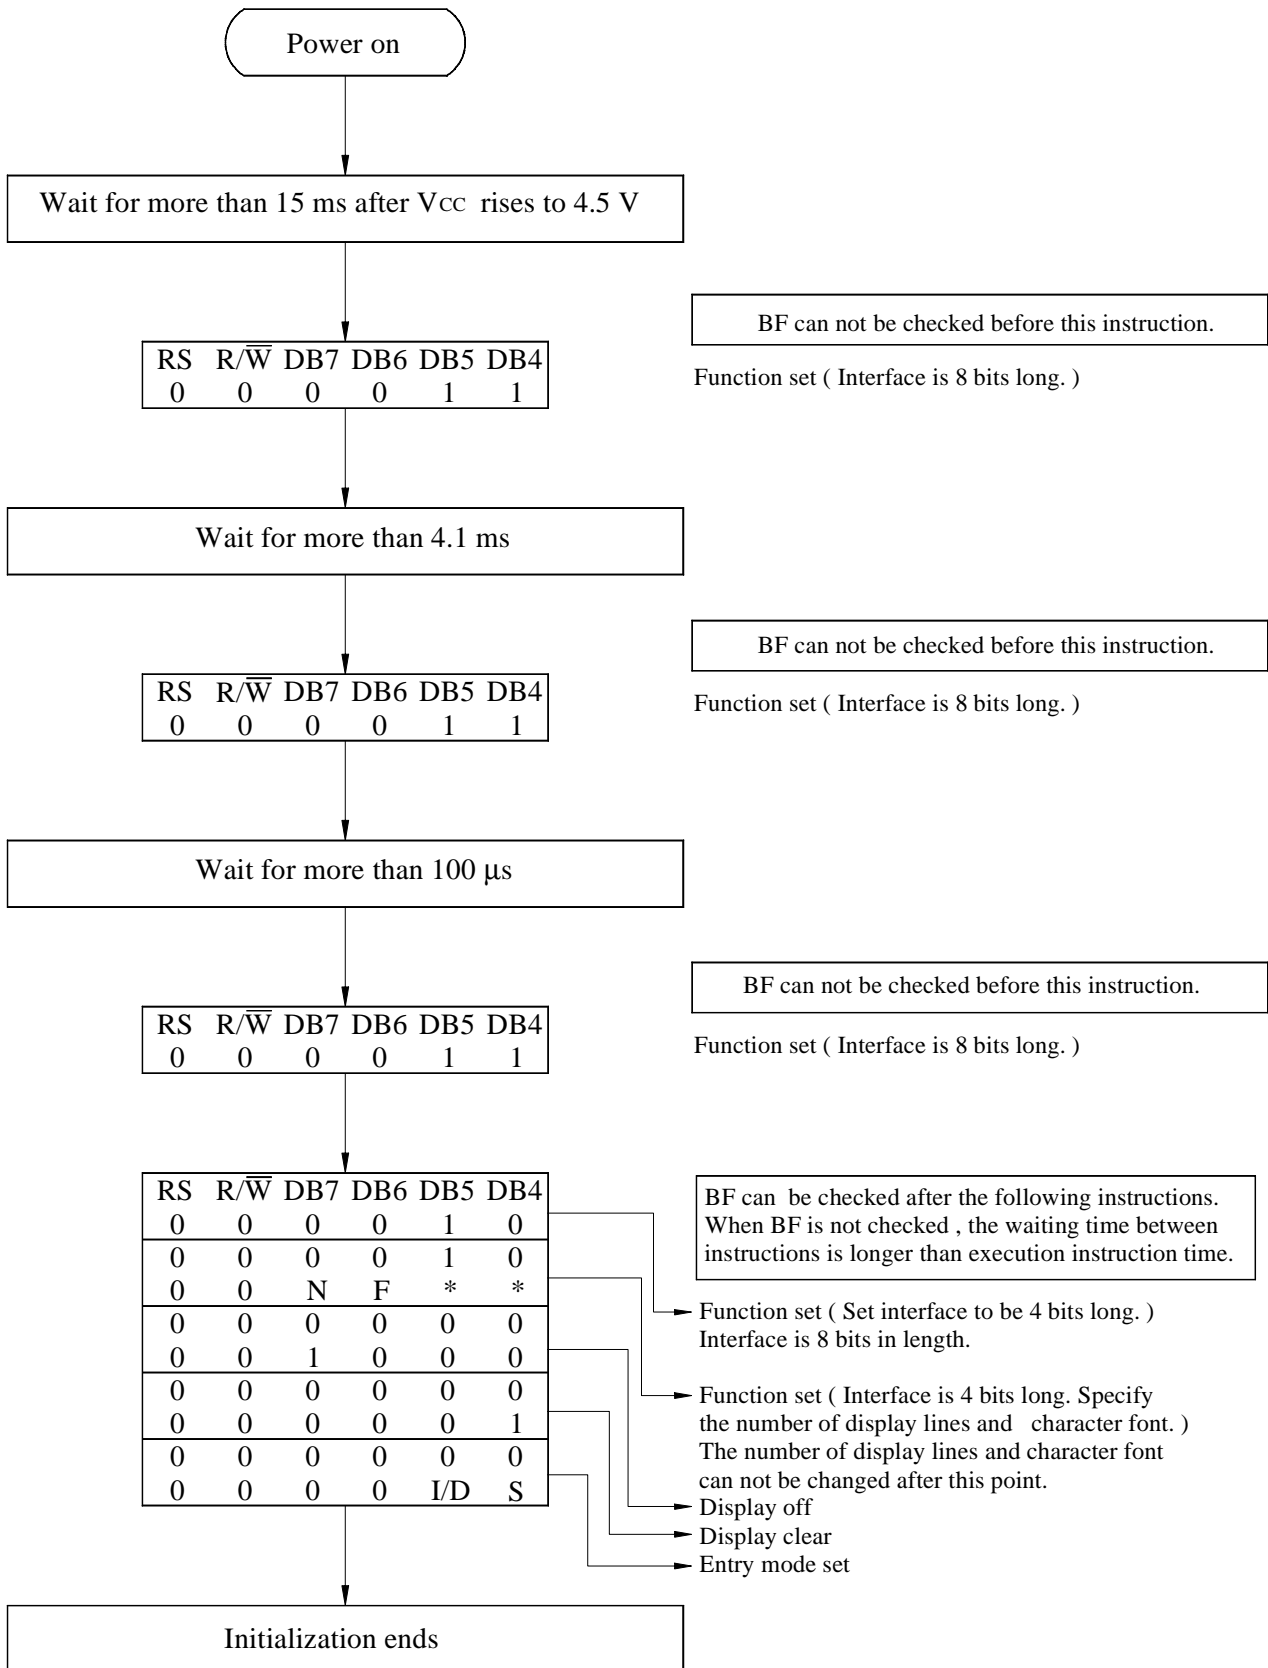 Power on
Wait for more than 15 ms after VCC rises to 4.5 V
BF can not be checked before this instruction.
RS R/W̅ DB7 DB6 DB5 DB4
0 0 0 0 1 1
Function set ( Interface is 8 bits long. )
Wait for more than 4.1 ms
BF can not be checked before this instruction.
RS R/W̅ DB7 DB6 DB5 DB4
0 0 0 0 1 1
Function set ( Interface is 8 bits long. )
Wait for more than 100 μs
BF can not be checked before this instruction.
RS R/W̅ DB7 DB6 DB5 DB4
0 0 0 0 1 1
Function set ( Interface is 8 bits long. )
RS R/W̅ DB7 DB6 DB5 DB4
0 0 0 0 1 0
0 0 0 0 1 0
0 0 N F * *
0 0 0 0 0 0
0 0 1 0 0 0
0 0 0 0 0 0
0 0 0 0 0 1
0 0 0 0 0 0
0 0 0 0 I/D S
BF can be checked after the following instructions.
When BF is not checked , the waiting time between
instructions is longer than execution instruction time.
Function set ( Set interface to be 4 bits long. )
Interface is 8 bits in length.
Function set ( Interface is 4 bits long. Specify
the number of display lines and character font. )
The number of display lines and character font
can not be changed after this point.
Display off
Display clear
Entry mode set
Initialization ends